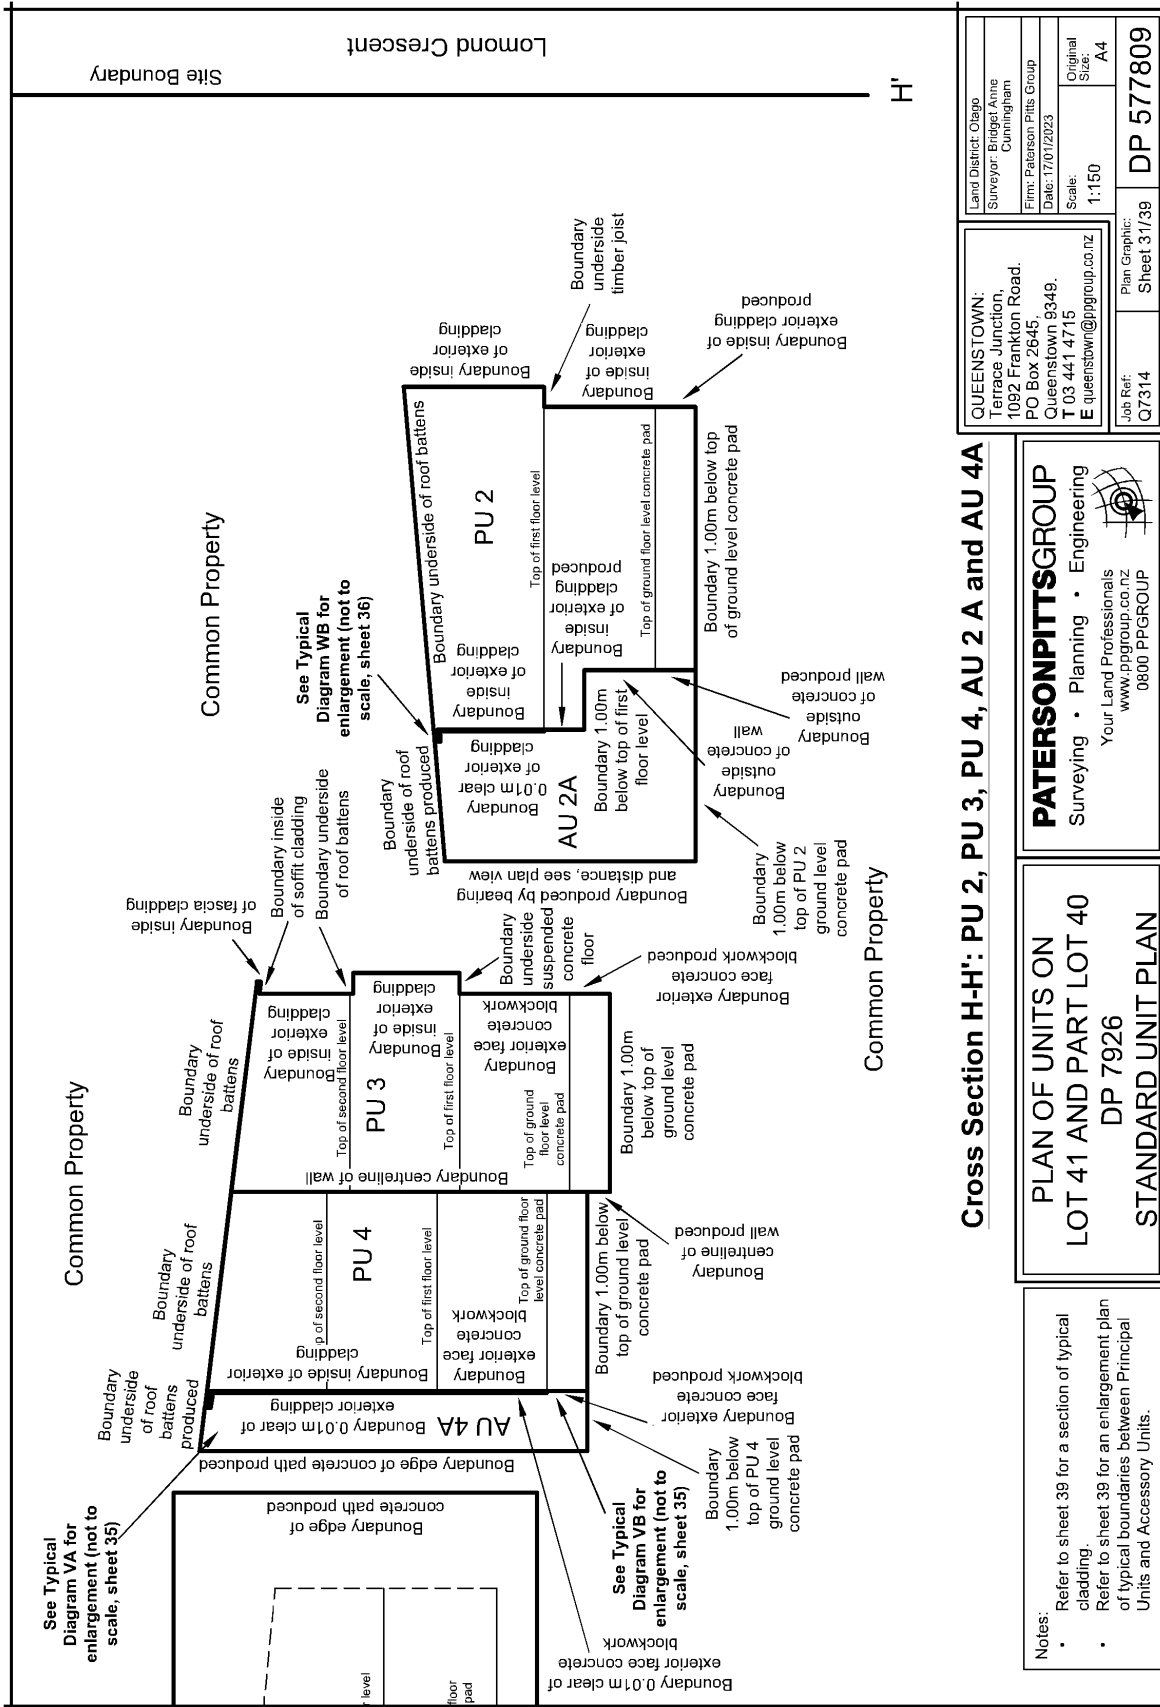 Site Boundary
Lomond Crescent
H'
Common Property
Common Property
Common Property
See Typical
Diagram VA for
enlargement (not to
scale, sheet 35)
Boundary edge of
concrete path produced
level
floor
pad
Boundary edge of concrete path produced
Boundary
underside
of roof
battens
produced
Boundary
underside of roof
battens
Boundary
underside of roof
battens
AU 4A
Boundary 0.01m clear of
exterior cladding
Boundary inside of exterior
cladding
PU 4
p of second floor level
Top of first floor level
Top of ground floor
level concrete pad
Boundary
exterior face
concrete
blockwork
Boundary 1.00m below
top of ground level
concrete pad
Boundary
centreline of
wall produced
Boundary exterior
face concrete
blockwork produced
Boundary
1.00m below
top of PU 4
ground level
concrete pad
See Typical
Diagram VB for
enlargement (not to
scale, sheet 35)
Boundary 0.01m clear of
exterior face concrete
blockwork
Boundary centreline of wall
PU 3
Top of second floor level
Top of first floor level
Top of ground
floor level
concrete pad
Boundary
inside of
exterior
cladding
Boundary
inside of
exterior
cladding
Boundary
exterior face
concrete
blockwork
Boundary inside
of fascia cladding
Boundary inside
of soffit cladding
Boundary underside
of roof battens
Boundary
underside
suspended
concrete
floor
Boundary exterior
face concrete
blockwork produced
Boundary 1.00m
below top of
ground level
concrete pad
Boundary produced by bearing
and distance, see plan view
Boundary
underside of roof
battens produced
See Typical
Diagram WB for
enlargement (not to
scale, sheet 36)
AU 2A
Boundary
0.01m clear
of exterior
cladding
Boundary 1.00m
below top of first
floor level
Boundary
inside
of exterior
cladding
Boundary underside of roof battens
PU 2
Top of first floor level
Top of ground floor level concrete pad
Boundary
inside
of exterior
cladding
produced
Boundary inside
of exterior
cladding
Boundary
underside
timber joist
Boundary
inside of
exterior
cladding
Boundary of inside
exterior cladding
produced
Boundary 1.00m below top
of ground level concrete pad
Boundary
outside
of concrete
wall
Boundary
outside
of concrete
wall produced
Boundary
1.00m below
top of PU 2
ground level
concrete pad
Cross Section H-H': PU 2, PU 3, PU 4, AU 2 A and AU 4A
Notes:
• Refer to sheet 39 for a section of typical
cladding.
• Refer to sheet 39 for an enlargement plan
of typical boundaries between Principal
Units and Accessory Units.
PLAN OF UNITS ON
LOT 41 AND PART LOT 40
DP 7926
STANDARD UNIT PLAN
PATERSONPITTSGROUP
Surveying • Planning • Engineering
Your Land Professionals
www.ppgroup.co.nz
0800 PPGROUP
QUEENSTOWN:
Terrace Junction,
1092 Frankton Road.
PO Box 2645,
Queenstown 9349.
T 03 441 4715
E queenstown@ppgroup.co.nz
Land District: Otago
Surveyor: Bridget Anne
Cunningham
Firm: Paterson Pitts Group
Date: 17/01/2023
Scale:
1:150
Original
Size:
A4
Job Ref:
Q7314
Plan Graphic:
Sheet 31/39
DP 577809